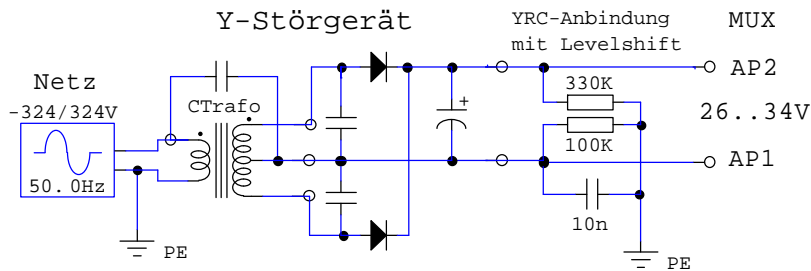 Y-Störgerät
YRC-Anbindung
mit Levelshift
MUX
Netz
-324/324V
CTrafo
+
330K
100K
AP2
26..34V
AP1
50.0Hz
10n
PE
PE